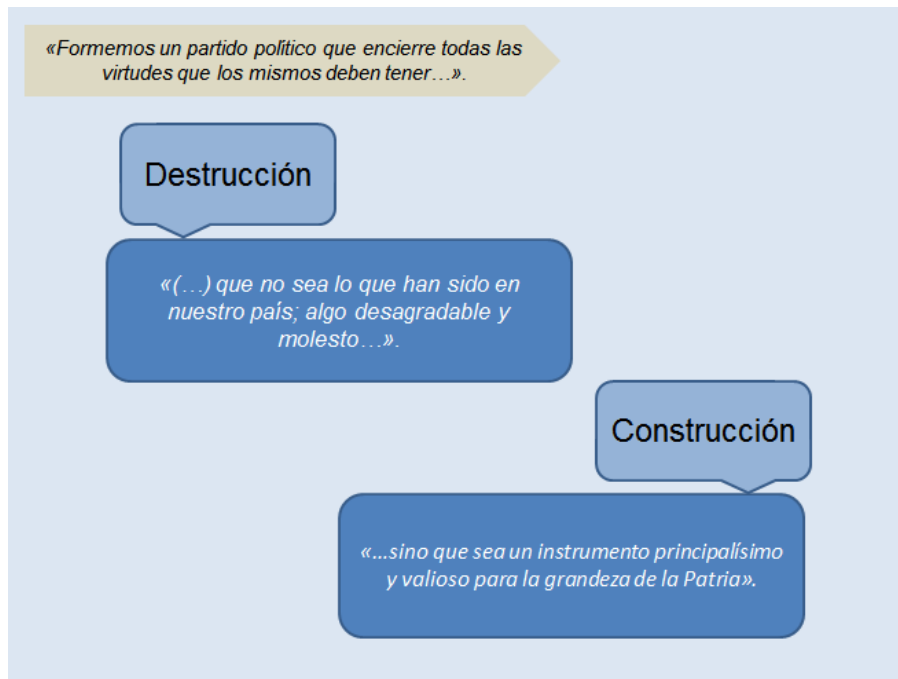 «Formemos un partido político que encierre todas las
virtudes que los mismos deben tener…».
Destrucción
«(…) que no sea lo que han sido en
nuestro país; algo desagradable y
molesto…».
Construcción
«…sino que sea un instrumento principalísimo
y valioso para la grandeza de la Patria».